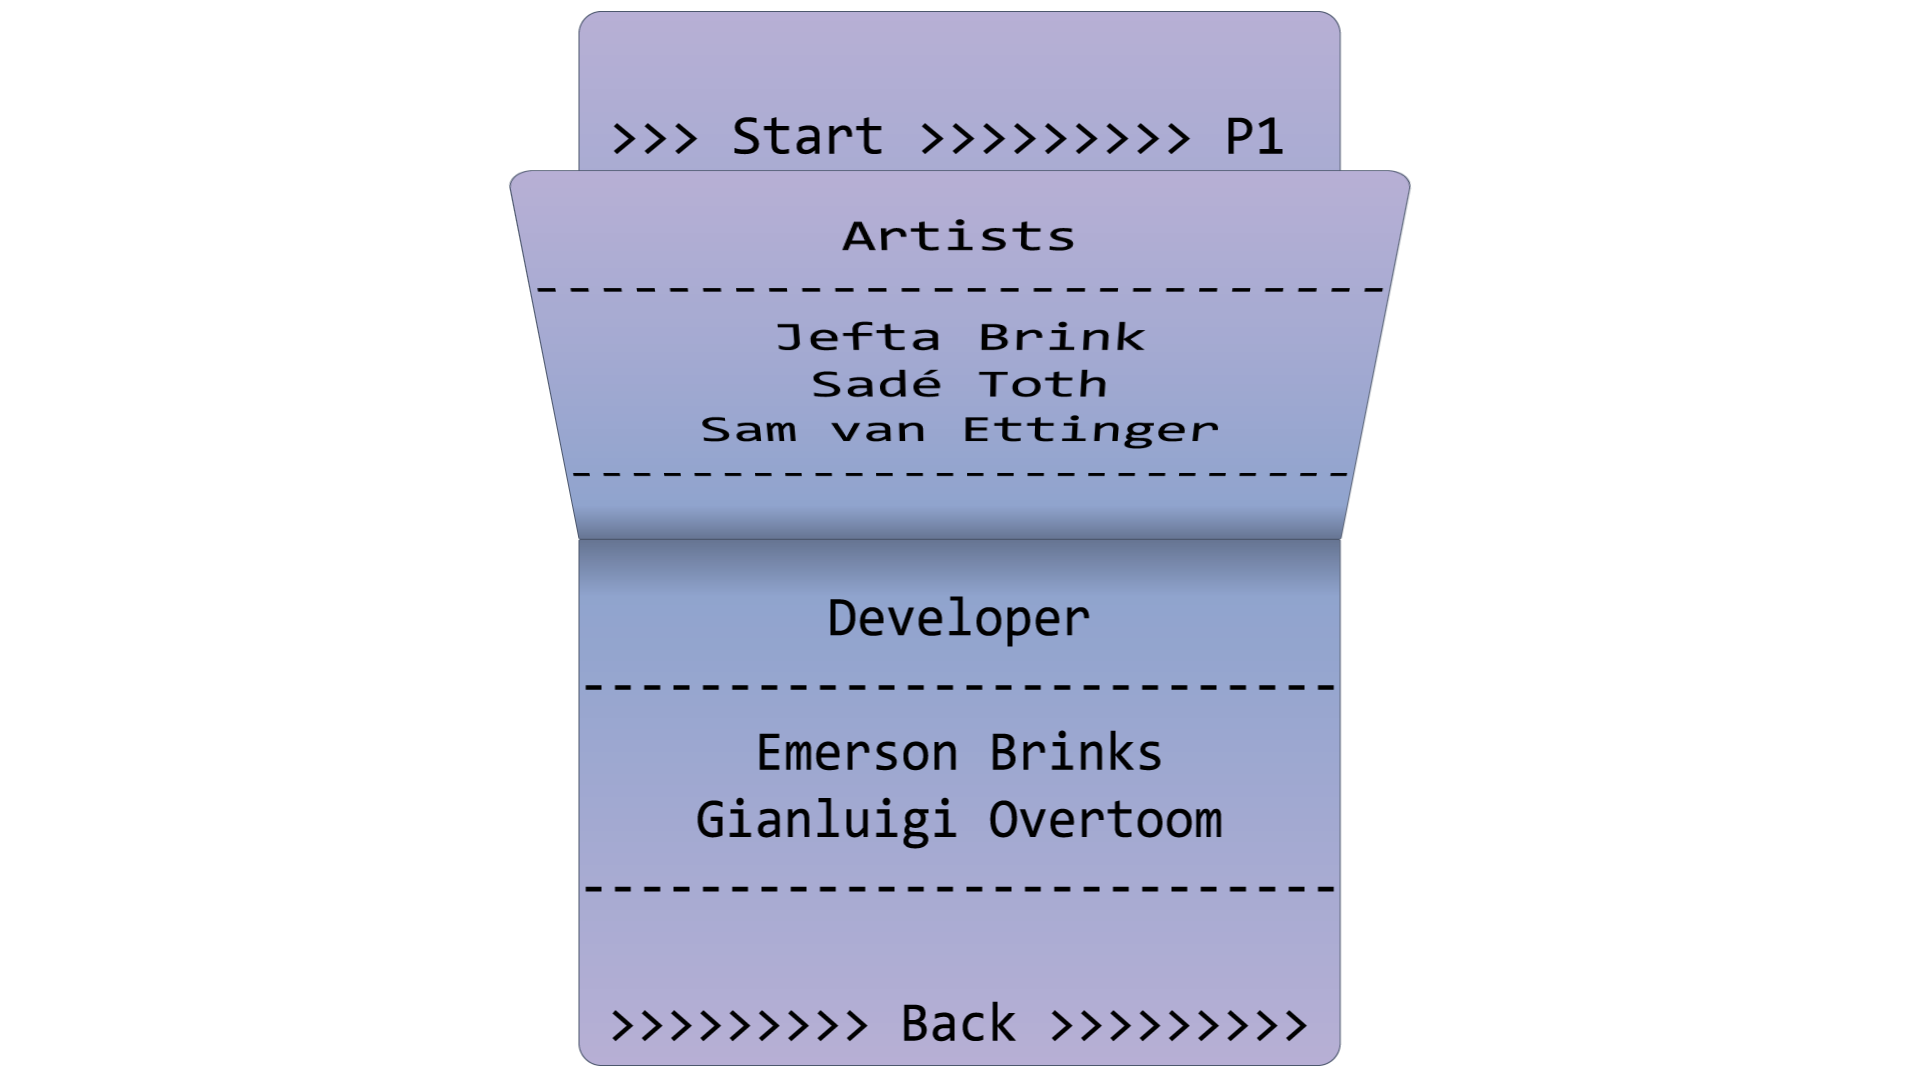 >>> Start >>>>>>>>> P1
Artists
--------------------------
Jefta Brink
Sadé Toth
Sam van Ettinger
--------------------------
Developer
--------------------------
Emerson Brinks
Gianluigi Overtoom
--------------------------
>>>>>>>>> Back >>>>>>>>>